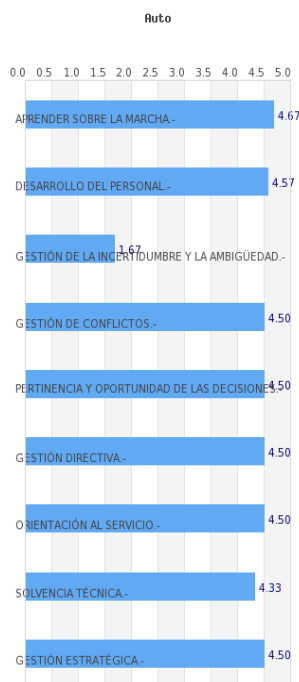 Auto
0.0 0.5 1.0 1.5 2.0 2.5 3.0 3.5 4.0 4.5 5.0
APRENDER SOBRE LA MARCHA.- 4.67
DESARROLLO DEL PERSONAL.- 4.57
GESTIÓN DE LA INCERTIDUMBRE Y LA AMBIGÜEDAD.- 1.67
GESTIÓN DE CONFLICTOS.- 4.50
PERTINENCIA Y OPORTUNIDAD DE LAS DECISIONES.- 4.50
GESTIÓN DIRECTIVA.- 4.50
ORIENTACIÓN AL SERVICIO.- 4.50
SOLVENCIA TÉCNICA.- 4.33
GESTIÓN ESTRATÉGICA.- 4.50